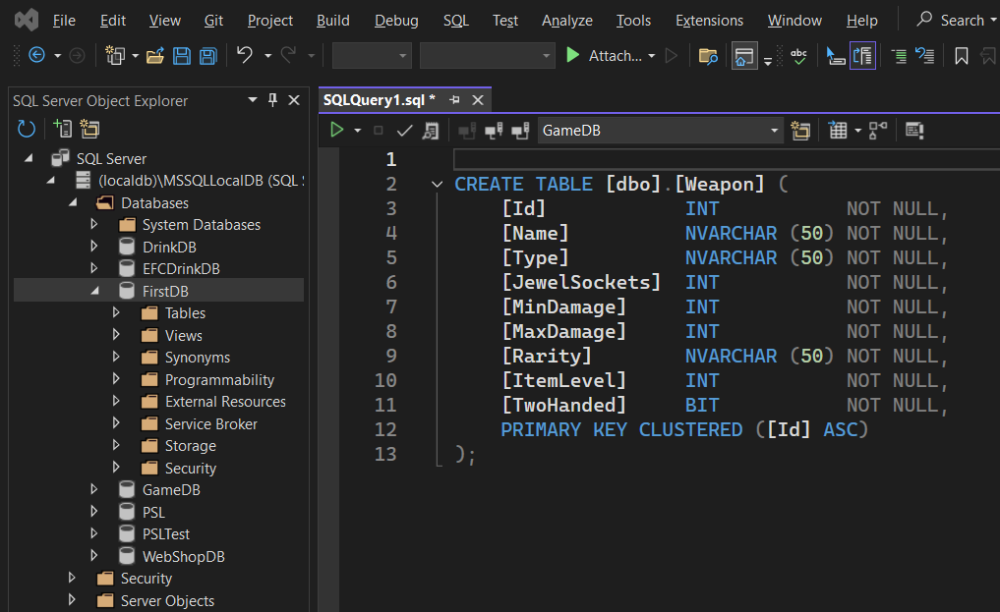 File Edit View Git Project Build Debug SQL Test Analyze Tools Extensions Window Help Search
Attach...
SQL Server Object Explorer
SQL Server
(localdb)\MSSQLLocalDB (SQL
Databases
System Databases
DrinkDB
EFCDrinkDB
FirstDB
Tables
Views
Synonyms
Programmability
External Resources
Service Broker
Storage
Security
GameDB
PSL
PSLTest
WebShopDB
Security
Server Objects
SQLQuery1.sql *
GameDB
1
2 CREATE TABLE [dbo].[Weapon] (
3 [Id] INT NOT NULL,
4 [Name] NVARCHAR (50) NOT NULL,
5 [Type] NVARCHAR (50) NOT NULL,
6 [JewelSockets] INT NOT NULL,
7 [MinDamage] INT NOT NULL,
8 [MaxDamage] INT NOT NULL,
9 [Rarity] NVARCHAR (50) NOT NULL,
10 [ItemLevel] INT NOT NULL,
11 [TwoHanded] BIT NOT NULL,
12 PRIMARY KEY CLUSTERED ([Id] ASC)
13 );